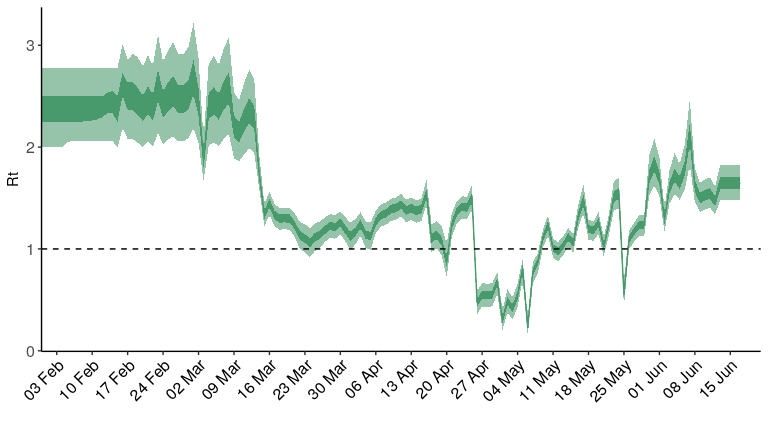 3
2
Rt
1
0
03 Feb
10 Feb
17 Feb
24 Feb
02 Mar
09 Mar
16 Mar
23 Mar
30 Mar
06 Apr
13 Apr
20 Apr
27 Apr
04 May
11 May
18 May
25 May
01 Jun
08 Jun
15 Jun